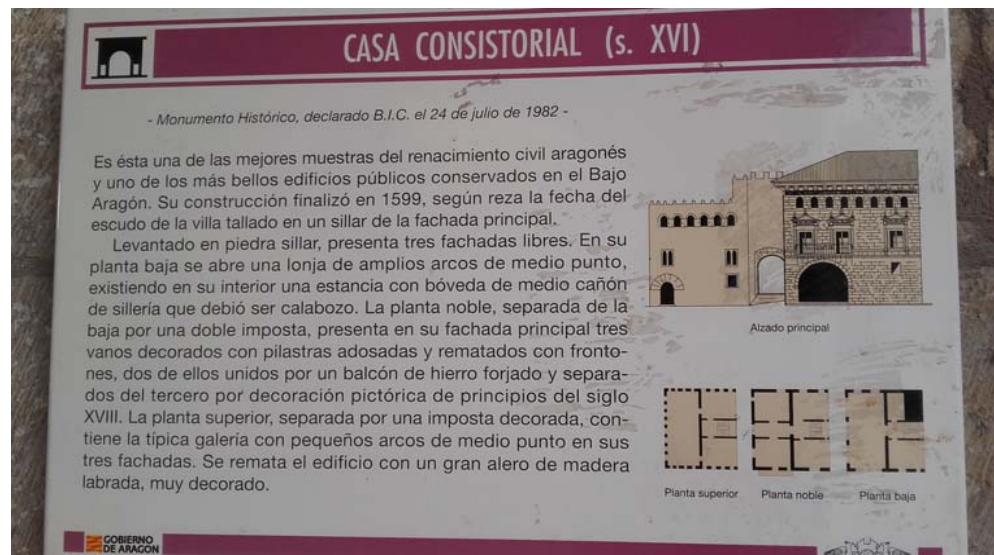 CASA CONSISTORIAL (s. XVI)
- Monumento Histórico, declarado B.I.C. el 24 de julio de 1982 -
Es ésta una de las mejores muestras del renacimiento civil aragonés
y uno de los más bellos edificios públicos conservados en el Bajo
Aragón. Su construcción finalizó en 1599, según reza la fecha del
escudo de la villa tallado en un sillar de la fachada principal.
Levantado en piedra sillar, presenta tres fachadas libres. En su
planta baja se abre una lonja de amplios arcos de medio punto,
existiendo en su interior una estancia con bóveda de medio cañón
de sillería que debió ser calabozo. La planta noble, separada de la
baja por una doble imposta, presenta en su fachada principal tres
vanos decorados con pilastras adosadas y rematados con fronto-
nes, dos de ellos unidos por un balcón de hierro forjado y separa-
dos del tercero por decoración pictórica de principios del siglo
XVIII. La planta superior, separada por una imposta decorada, con-
tiene la típica galería con pequeños arcos de medio punto en sus
tres fachadas. Se remata el edificio con un gran alero de madera
labrada, muy decorado.
Alzado principal
Planta superior
Planta noble
Planta baja
GOBIERNO
DE ARAGON